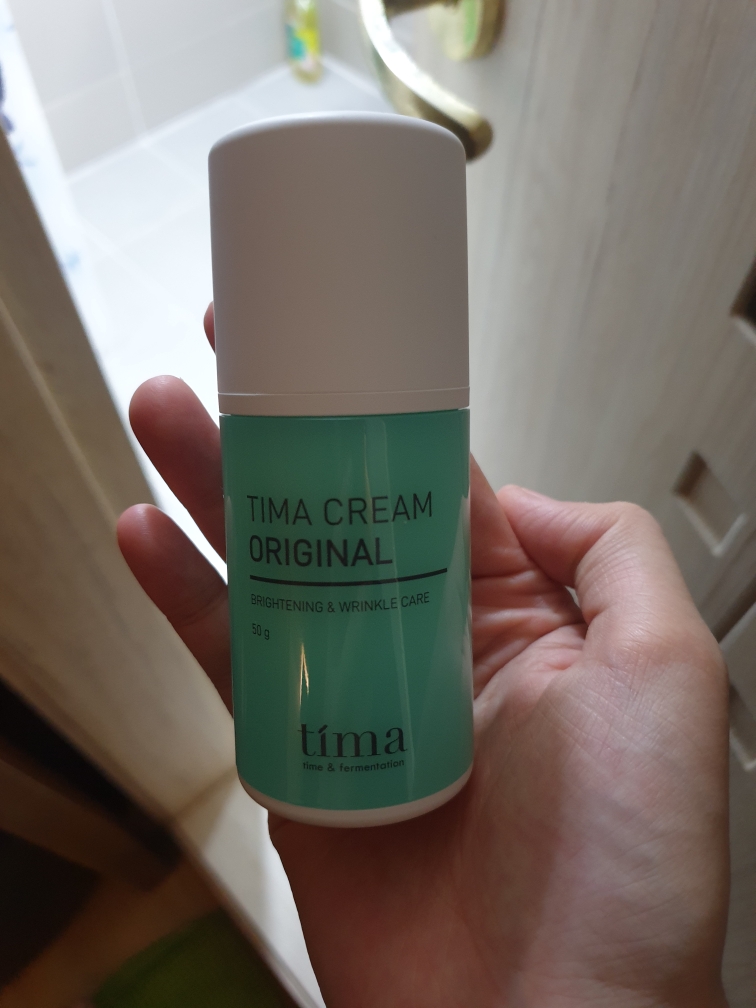 TIMA CREAM
ORIGINAL
BRIGHTENING & WRINKLE CARE
50 g
tíma
time & fermentation